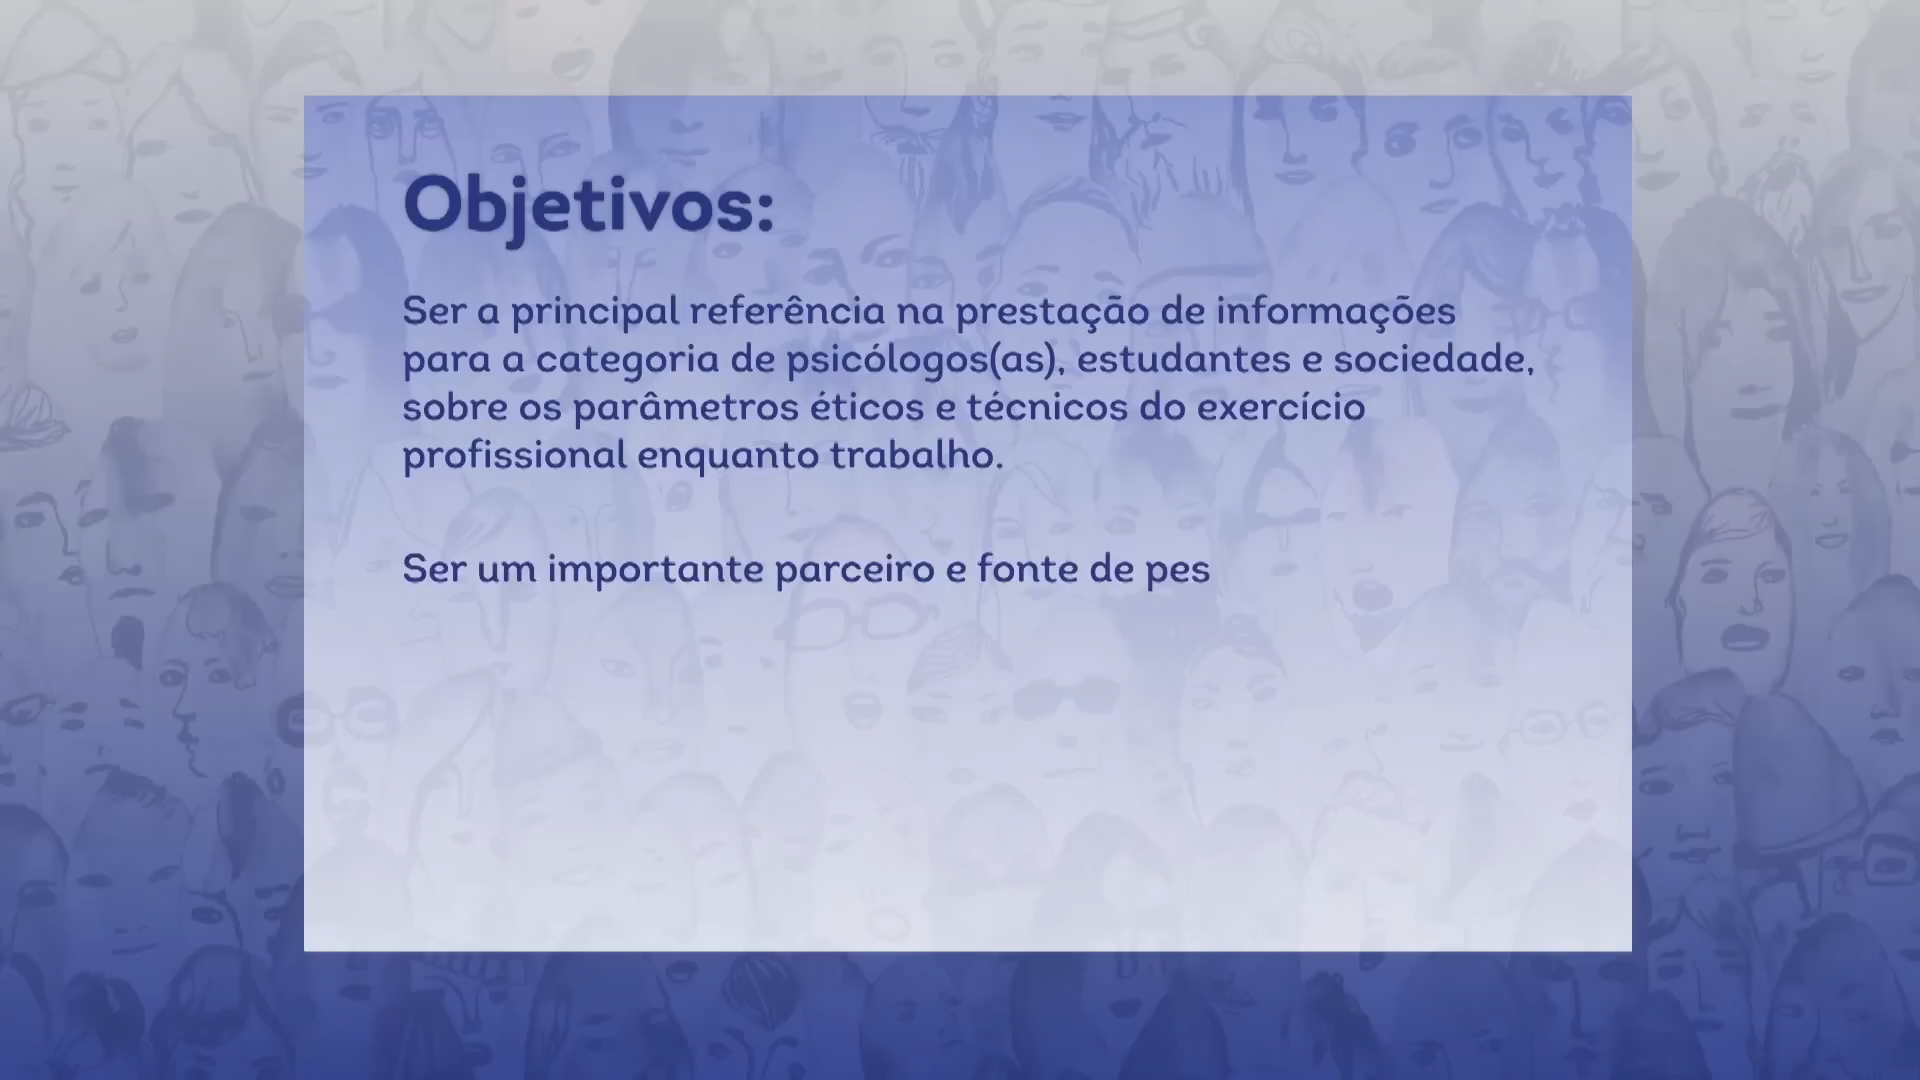 Objetivos:
Ser a principal referência na prestação de informações
para a categoria de psicólogos(as), estudantes e sociedade,
sobre os parâmetros éticos e técnicos do exercício
profissional enquanto trabalho.
Ser um importante parceiro e fonte de pes